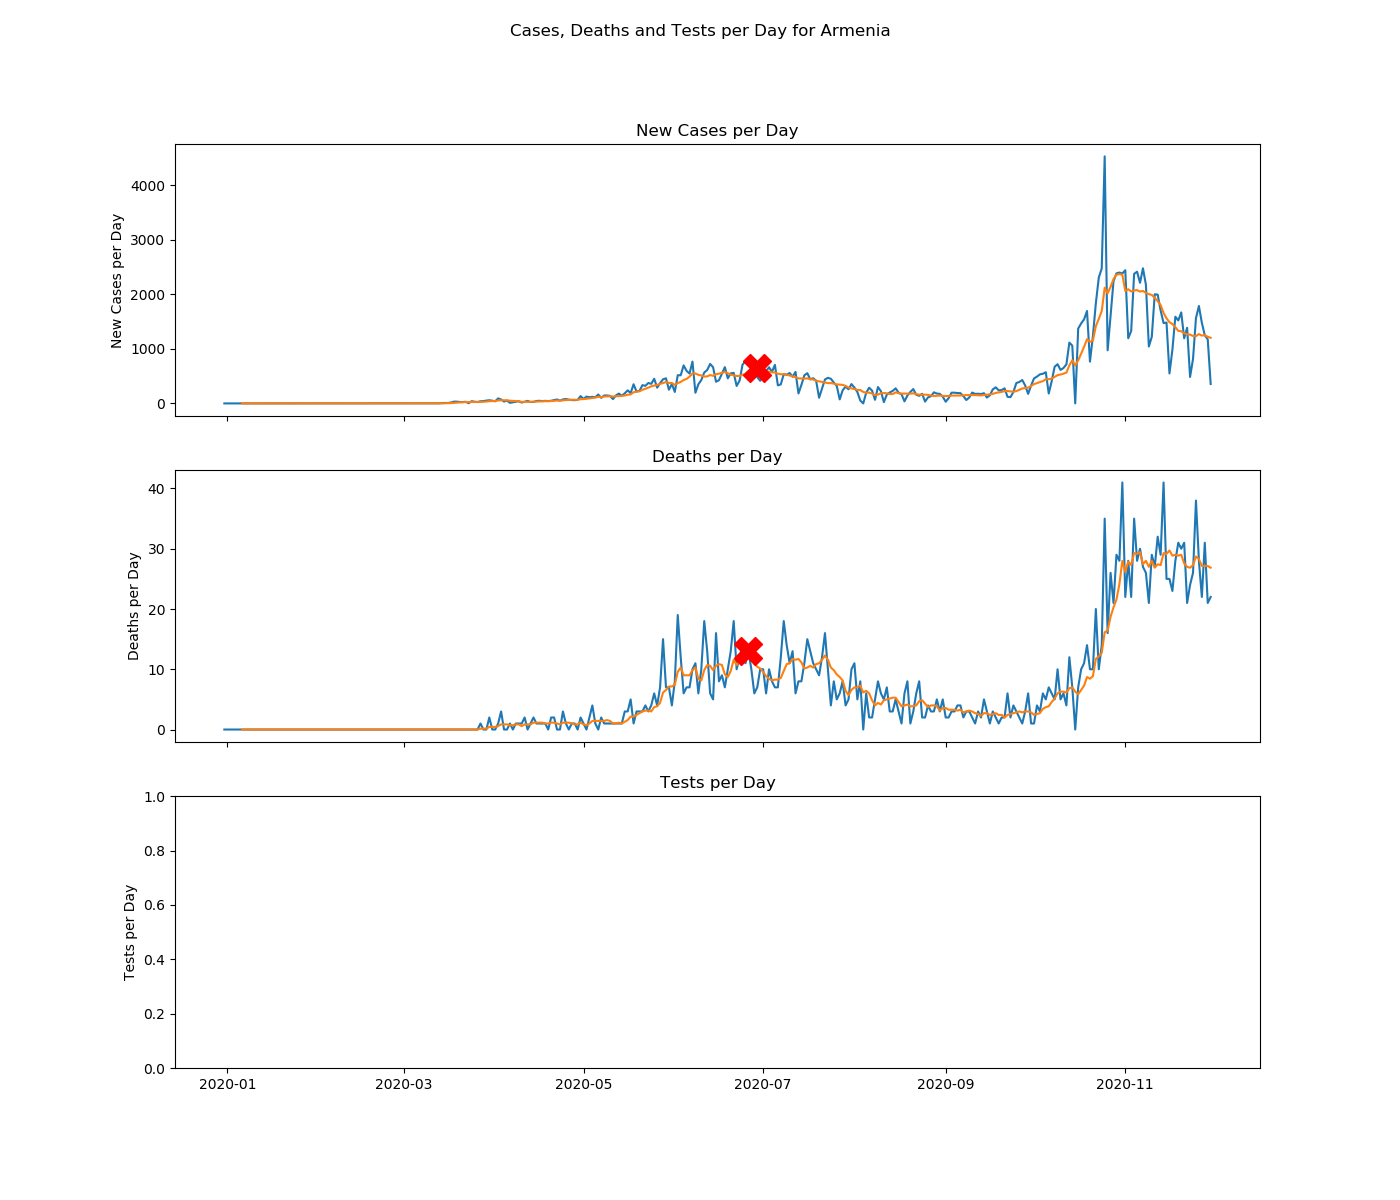 Cases, Deaths and Tests per Day for Armenia
New Cases per Day
New Cases per Day
4000
3000
2000
1000
0
Deaths per Day
Deaths per Day
40
30
20
10
0
Tests per Day
Tests per Day
1.0
0.8
0.6
0.4
0.2
0.0
2020-01 2020-03 2020-05 2020-07 2020-09 2020-11